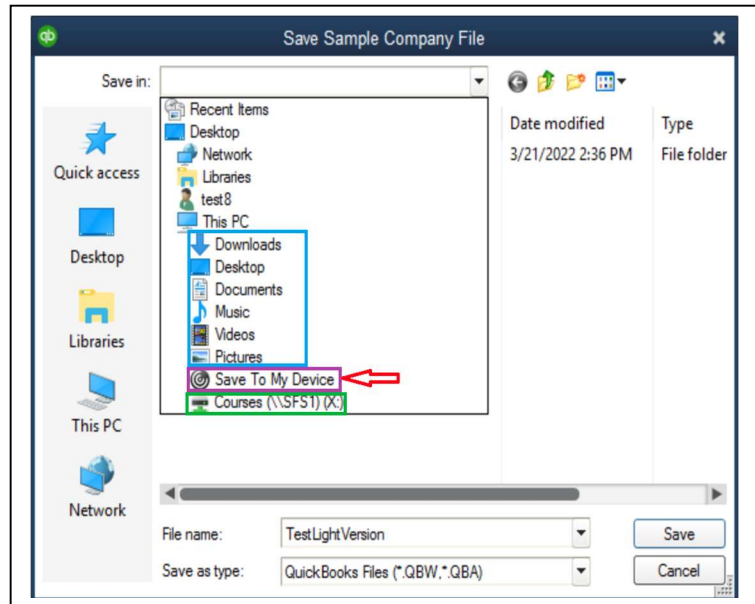 qb
Save Sample Company File
Save in:
Recent Items
Desktop
Network
Libraries
test8
This PC
Downloads
Desktop
Documents
Music
Videos
Pictures
Save To My Device
Courses (\\SFS1) (X:)
Quick access
Desktop
Libraries
This PC
Network
Date modified Type
3/21/2022 2:36 PM File folder
File name: TestLightVersion Save
Save as type: QuickBooks Files (*.QBW,*.QBA) Cancel